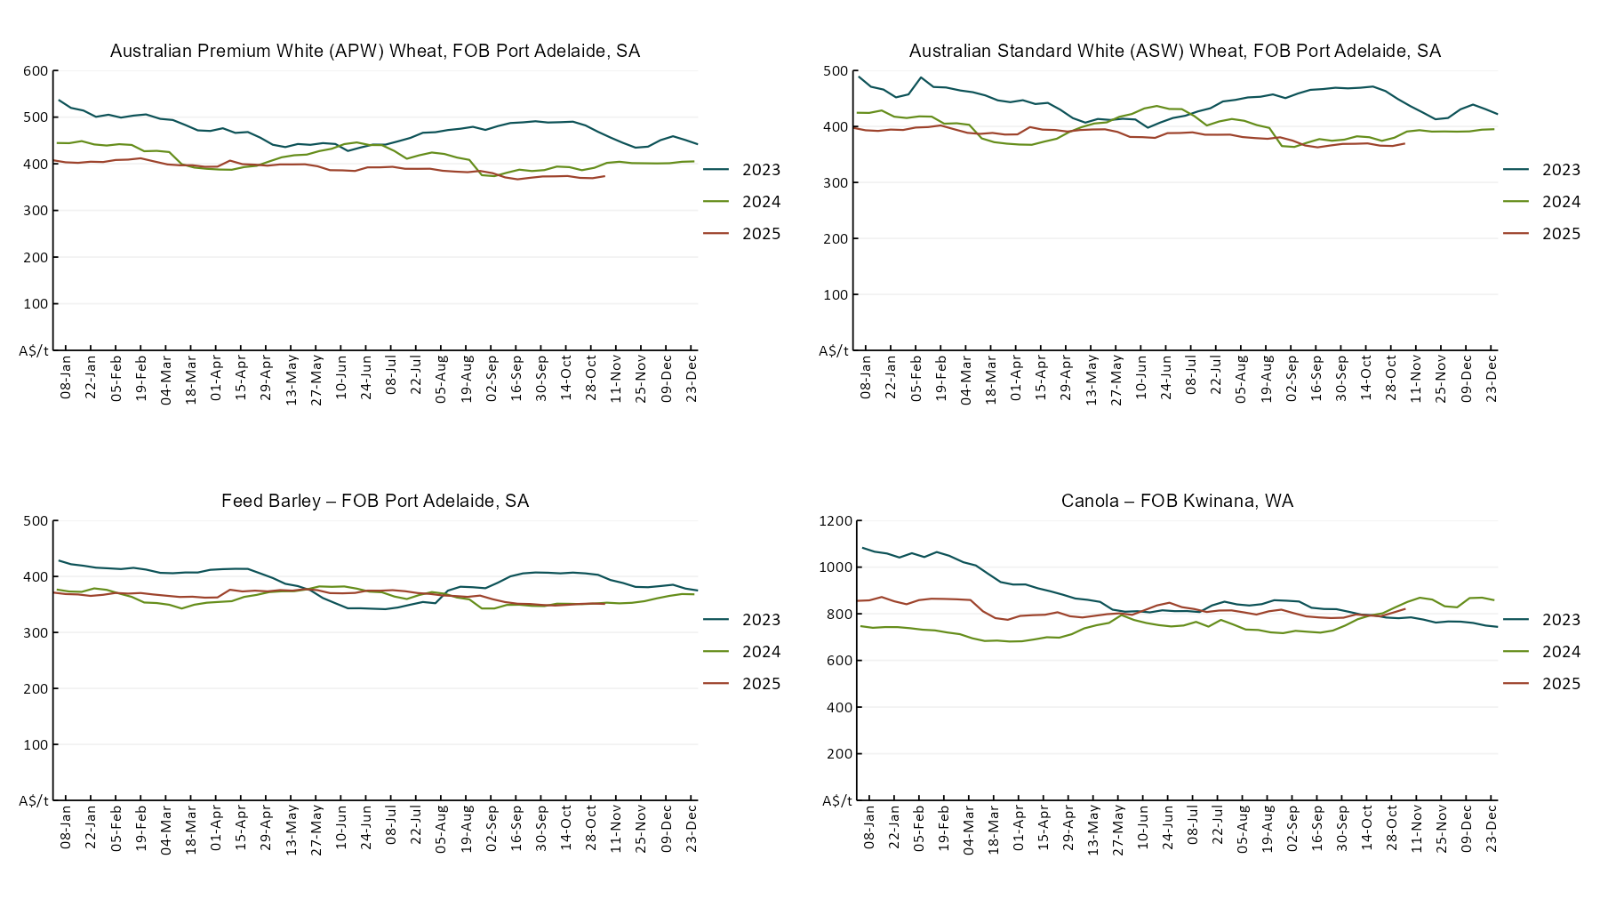 Australian Premium White (APW) Wheat, FOB Port Adelaide, SA
600
500
400
300
200
100
A$/t
08-Jan
22-Jan
05-Feb
19-Feb
04-Mar
18-Mar
01-Apr
15-Apr
29-Apr
13-May
27-May
10-Jun
24-Jun
08-Jul
22-Jul
05-Aug
19-Aug
02-Sep
16-Sep
30-Sep
14-Oct
28-Oct
11-Nov
25-Nov
09-Dec
23-Dec
2023
2024
2025
Australian Standard White (ASW) Wheat, FOB Port Adelaide, SA
500
400
300
200
100
A$/t
08-Jan
22-Jan
05-Feb
19-Feb
04-Mar
18-Mar
01-Apr
15-Apr
29-Apr
13-May
27-May
10-Jun
24-Jun
08-Jul
22-Jul
05-Aug
19-Aug
02-Sep
16-Sep
30-Sep
14-Oct
28-Oct
11-Nov
25-Nov
09-Dec
23-Dec
2023
2024
2025
Feed Barley – FOB Port Adelaide, SA
500
400
300
200
100
A$/t
08-Jan
22-Jan
05-Feb
19-Feb
04-Mar
18-Mar
01-Apr
15-Apr
29-Apr
13-May
27-May
10-Jun
24-Jun
08-Jul
22-Jul
05-Aug
19-Aug
02-Sep
16-Sep
30-Sep
14-Oct
28-Oct
11-Nov
25-Nov
09-Dec
23-Dec
2023
2024
2025
Canola – FOB Kwinana, WA
1200
1000
800
600
400
200
A$/t
08-Jan
22-Jan
05-Feb
19-Feb
04-Mar
18-Mar
01-Apr
15-Apr
29-Apr
13-May
27-May
10-Jun
24-Jun
08-Jul
22-Jul
05-Aug
19-Aug
02-Sep
16-Sep
30-Sep
14-Oct
28-Oct
11-Nov
25-Nov
09-Dec
23-Dec
2023
2024
2025